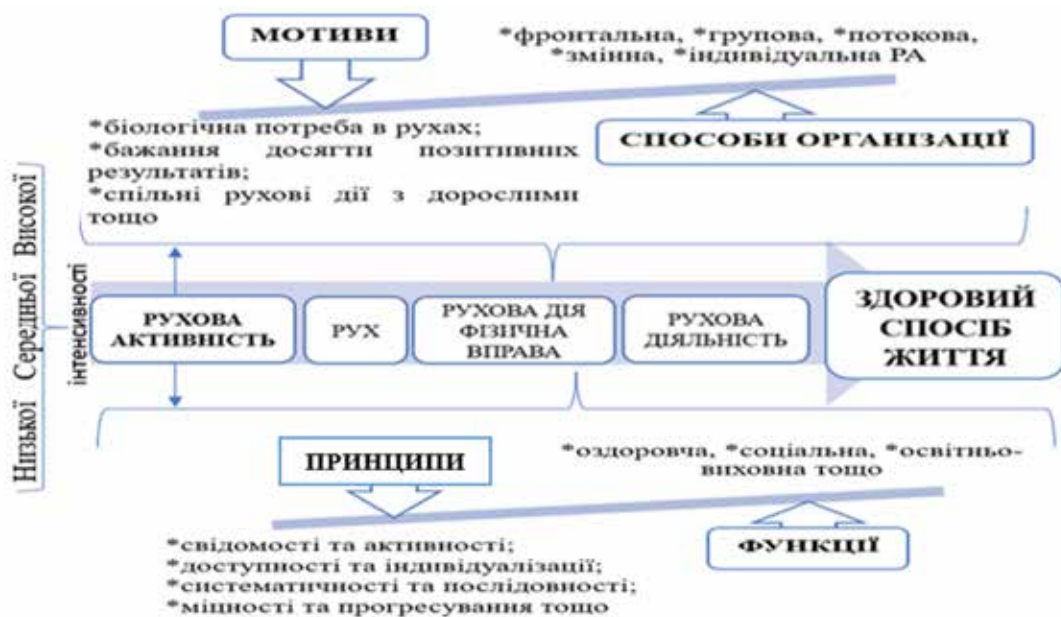 МОТИВИ
*фронтальна, *групова, *потокова,
*змінна, *індивідуальна РА
*біологічна потреба в рухах;
*бажання досягти позитивних
результатів;
*спільні рухові дії з дорослими
тощо
СПОСОБИ ОРГАНІЗАЦІЇ
Низької Середньої Високої
інтенсивності
РУХОВА
АКТИВНІСТЬ
РУХ
РУХОВА ДІЯ
ФІЗИЧНА
ВПРАВА
РУХОВА
ДІЯЛЬНІСТЬ
ЗДОРОВИЙ
СПОСІБ
ЖИТТЯ
ПРИНЦИПИ
*оздоровча, *соціальна, *освітньо-
виховна тощо
*свідомості та активності;
*доступності та індивідуалізації;
*систематичності та послідовності;
*міцності та прогресування тощо
ФУНКЦІЇ